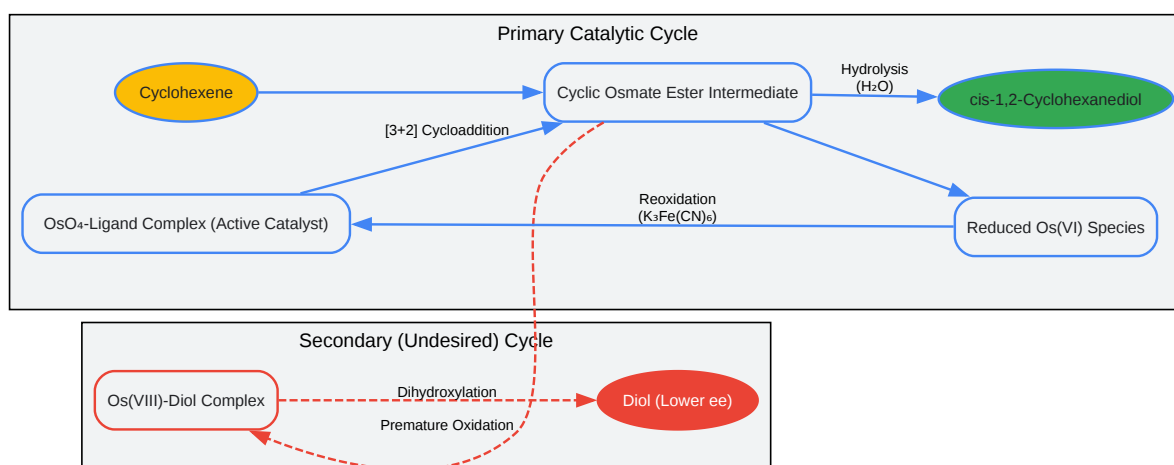 Primary Catalytic Cycle
Cyclohexene
Cyclic Osmate Ester Intermediate
Hydrolysis
(H₂O)
cis-1,2-Cyclohexanediol
[3+2] Cycloaddition
OsO₄-Ligand Complex (Active Catalyst)
Reoxidation
(K₃Fe(CN)₆)
Reduced Os(VI) Species
Secondary (Undesired) Cycle
Os(VIII)-Diol Complex
Dihydroxylation
Diol (Lower ee)
Premature Oxidation